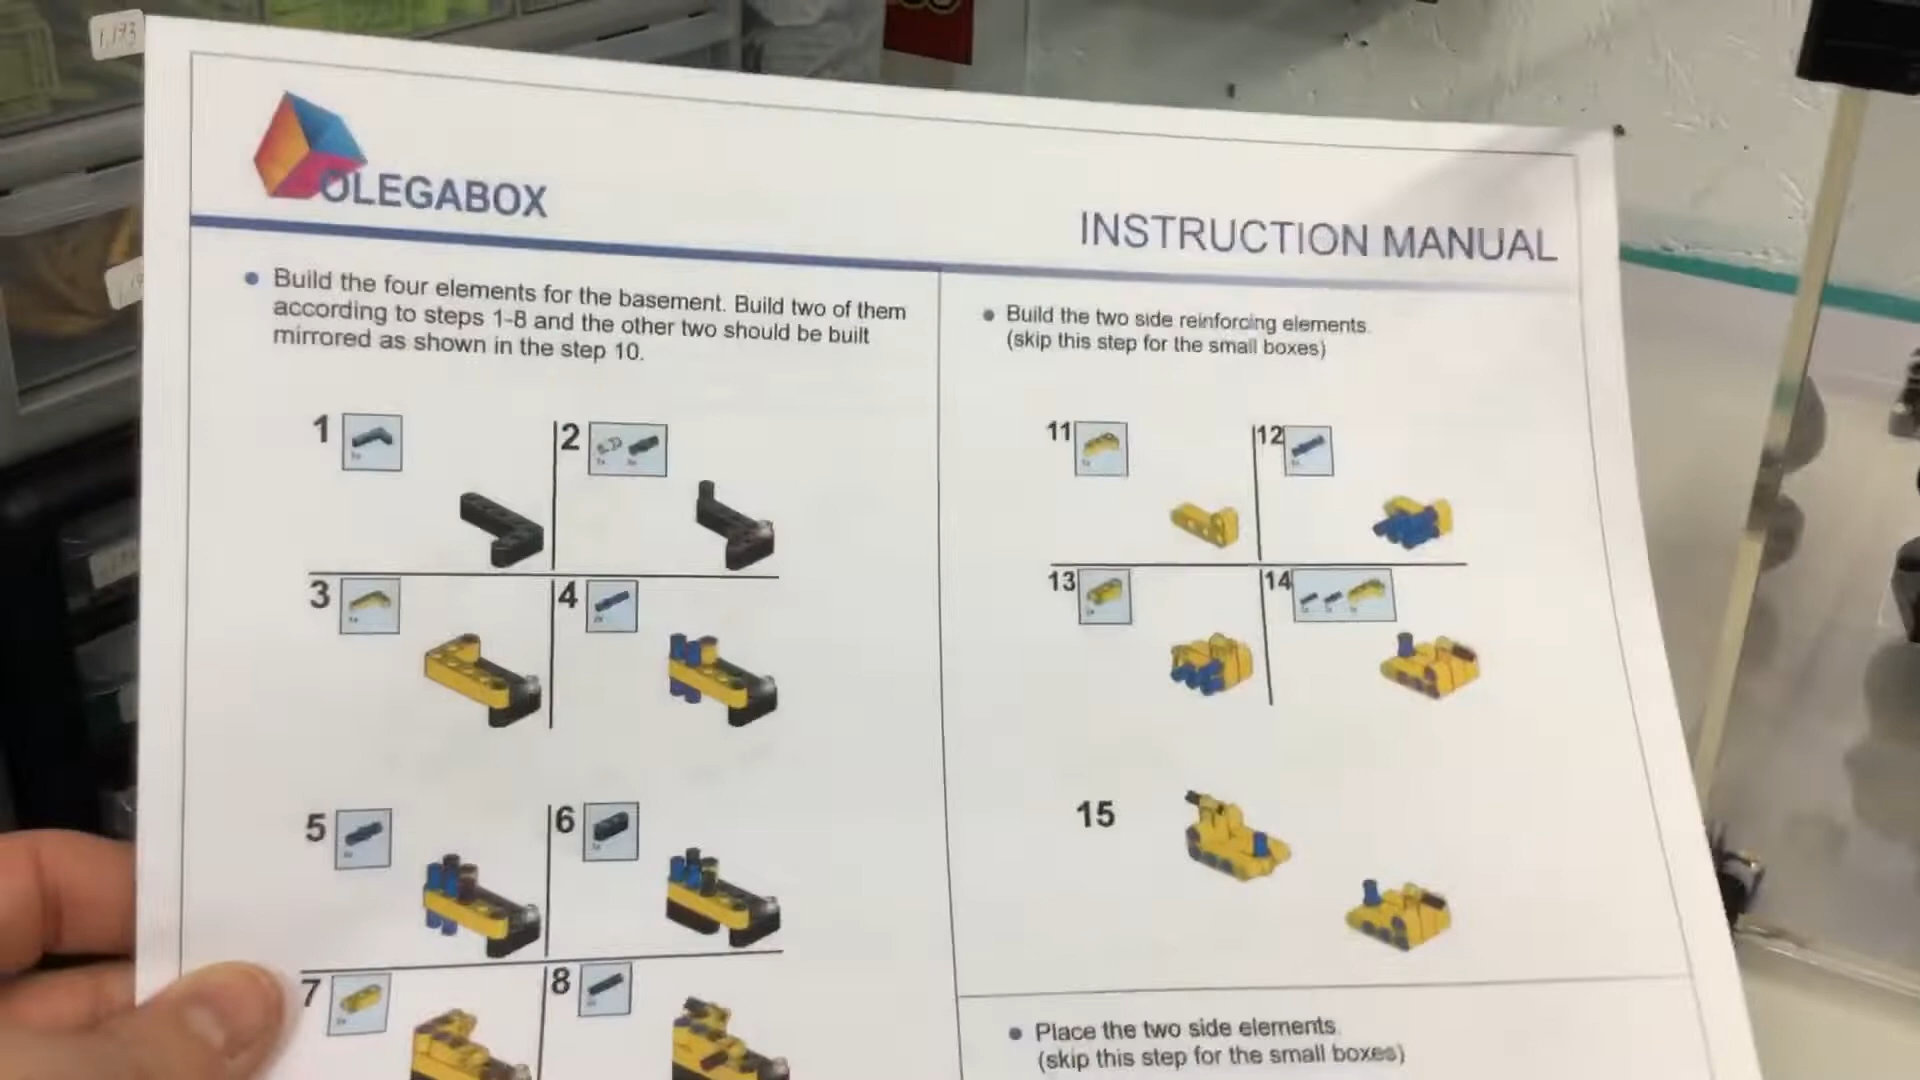 1.193
OLEGABOX
INSTRUCTION MANUAL
Build the four elements for the basement. Build two of them
according to steps 1-8 and the other two should be built
mirrored as shown in the step 10.
1
2
3
4
5
6
7
8
Build the two side reinforcing elements.
(skip this step for the small boxes)
11
12
13
14
15
Place the two side elements.
(skip this step for the small boxes)